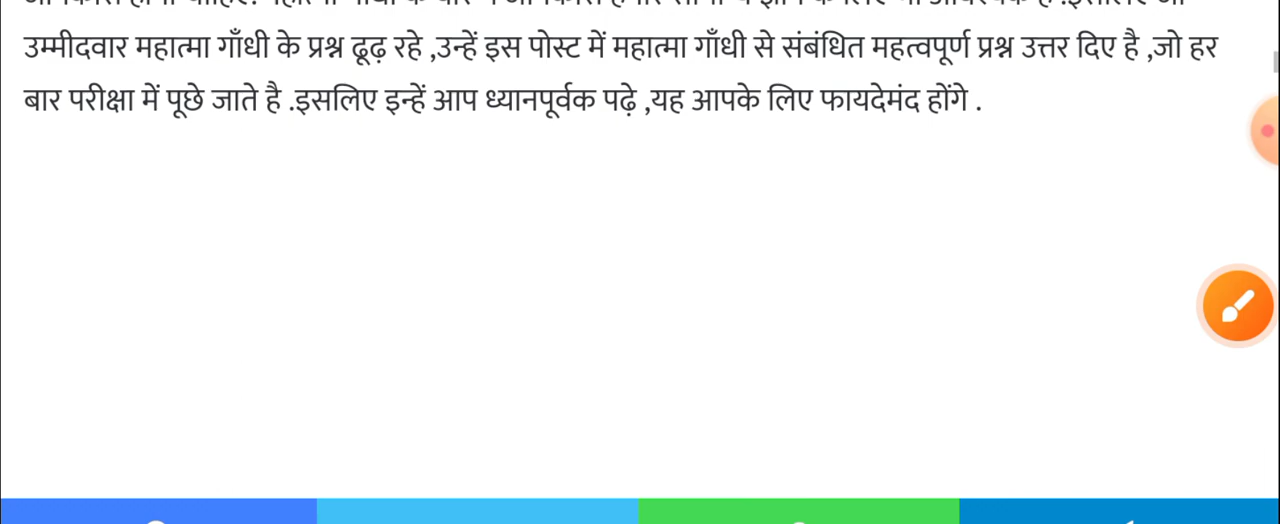 उम्मीदवार महात्मा गाँधी के प्रश्न ढूढ़ रहे ,उन्हें इस पोस्ट में महात्मा गाँधी से संबंधित महत्वपूर्ण प्रश्न उत्तर दिए है ,जो हर
बार परीक्षा में पूछे जाते है .इसलिए इन्हें आप ध्यानपूर्वक पढ़े ,यह आपके लिए फायदेमंद होंगे .